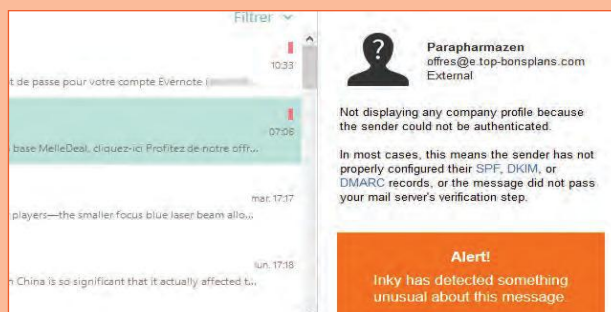 Filtrer
10:33
t de passe pour votre compte Evernote
07:06
base MelleDeal, cliquez-ici Profitez de notre offr...
mar. 17:17
players—the smaller focus blue laser beam allo...
lun. 17:18
n China is so significant that it actually affected t...
Parapharmazen
offres@e.top-bonsplans.com
External
Not displaying any company profile because
the sender could not be authenticated.
In most cases, this means the sender has not
properly configured their SPF, DKIM, or
DMARC records, or the message did not pass
your mail server's verification step.
Alert!
Inky has detected something
unusual about this message.